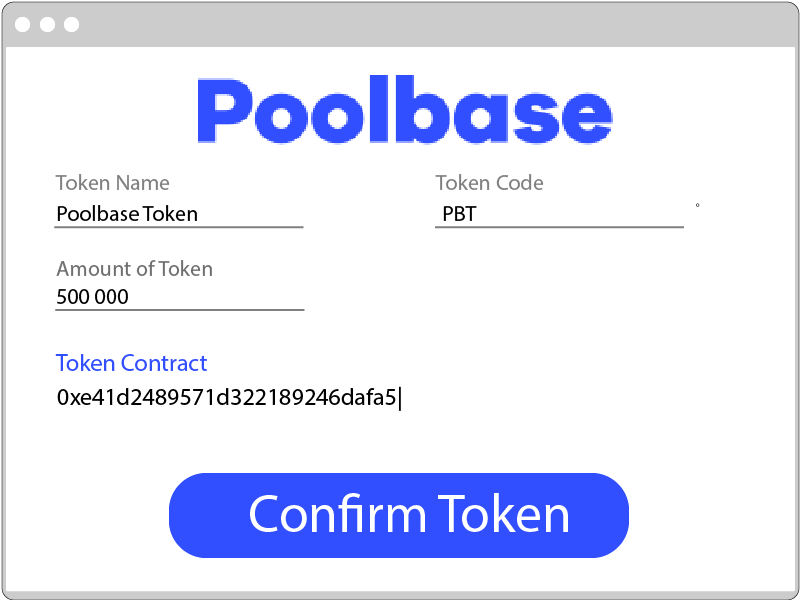 Poolbase
Token Name
Token Code
Poolbase Token
PBT
Amount of Token
500 000
Token Contract
0xe41d2489571d322189246dafa5
Confirm Token